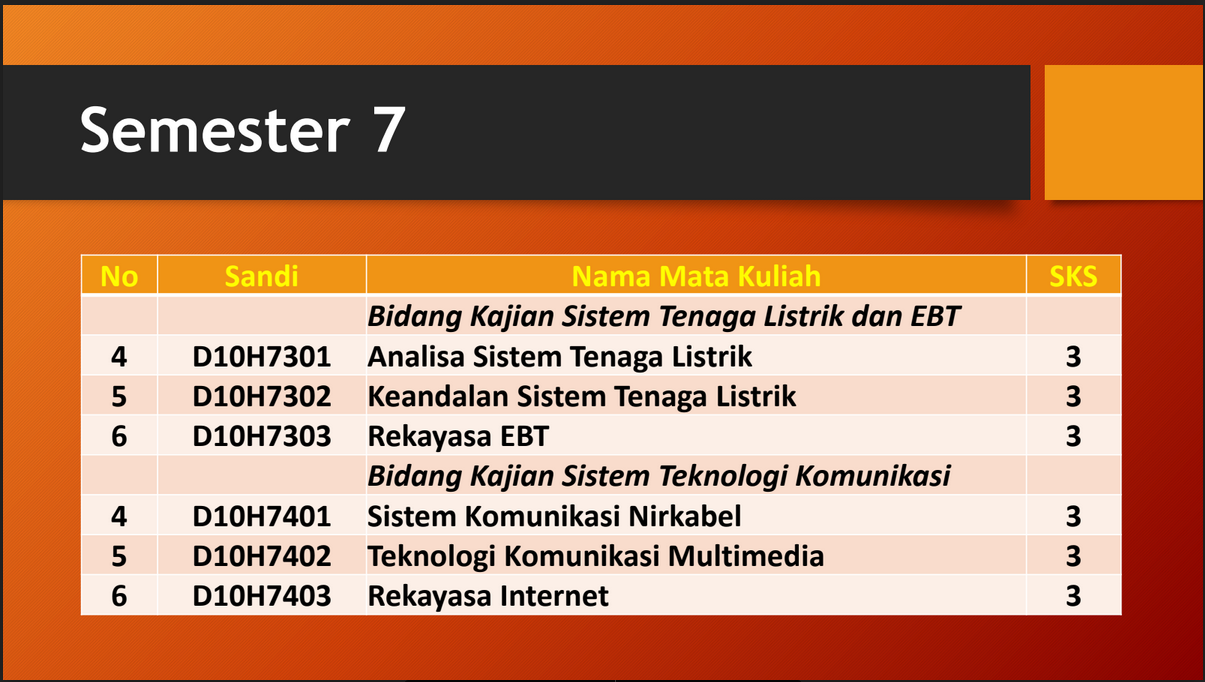 Semester 7
No Sandi Nama Mata Kuliah SKS
Bidang Kajian Sistem Tenaga Listrik dan EBT
4 D10H7301 Analisa Sistem Tenaga Listrik 3
5 D10H7302 Keandalan Sistem Tenaga Listrik 3
6 D10H7303 Rekayasa EBT 3
Bidang Kajian Sistem Teknologi Komunikasi
4 D10H7401 Sistem Komunikasi Nirkabel 3
5 D10H7402 Teknologi Komunikasi Multimedia 3
6 D10H7403 Rekayasa Internet 3